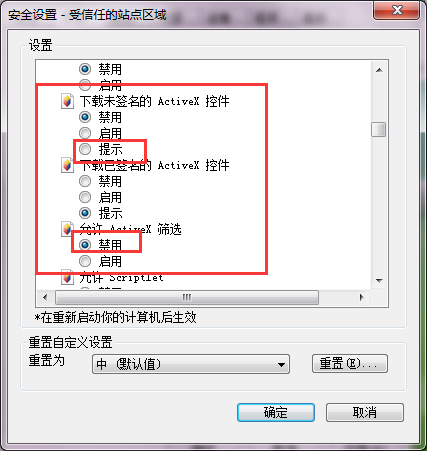 安全设置 - 受信任的站点区域
设置
禁用
启用
下载未签名的 ActiveX 控件
禁用
启用
提示
下载已签名的 ActiveX 控件
禁用
启用
提示
允许 ActiveX 筛选
禁用
启用
允许 Scriptlet
*在重新启动你的计算机后生效
重置自定义设置
重置为
中 (默认值)
重置(E)...
确定
取消